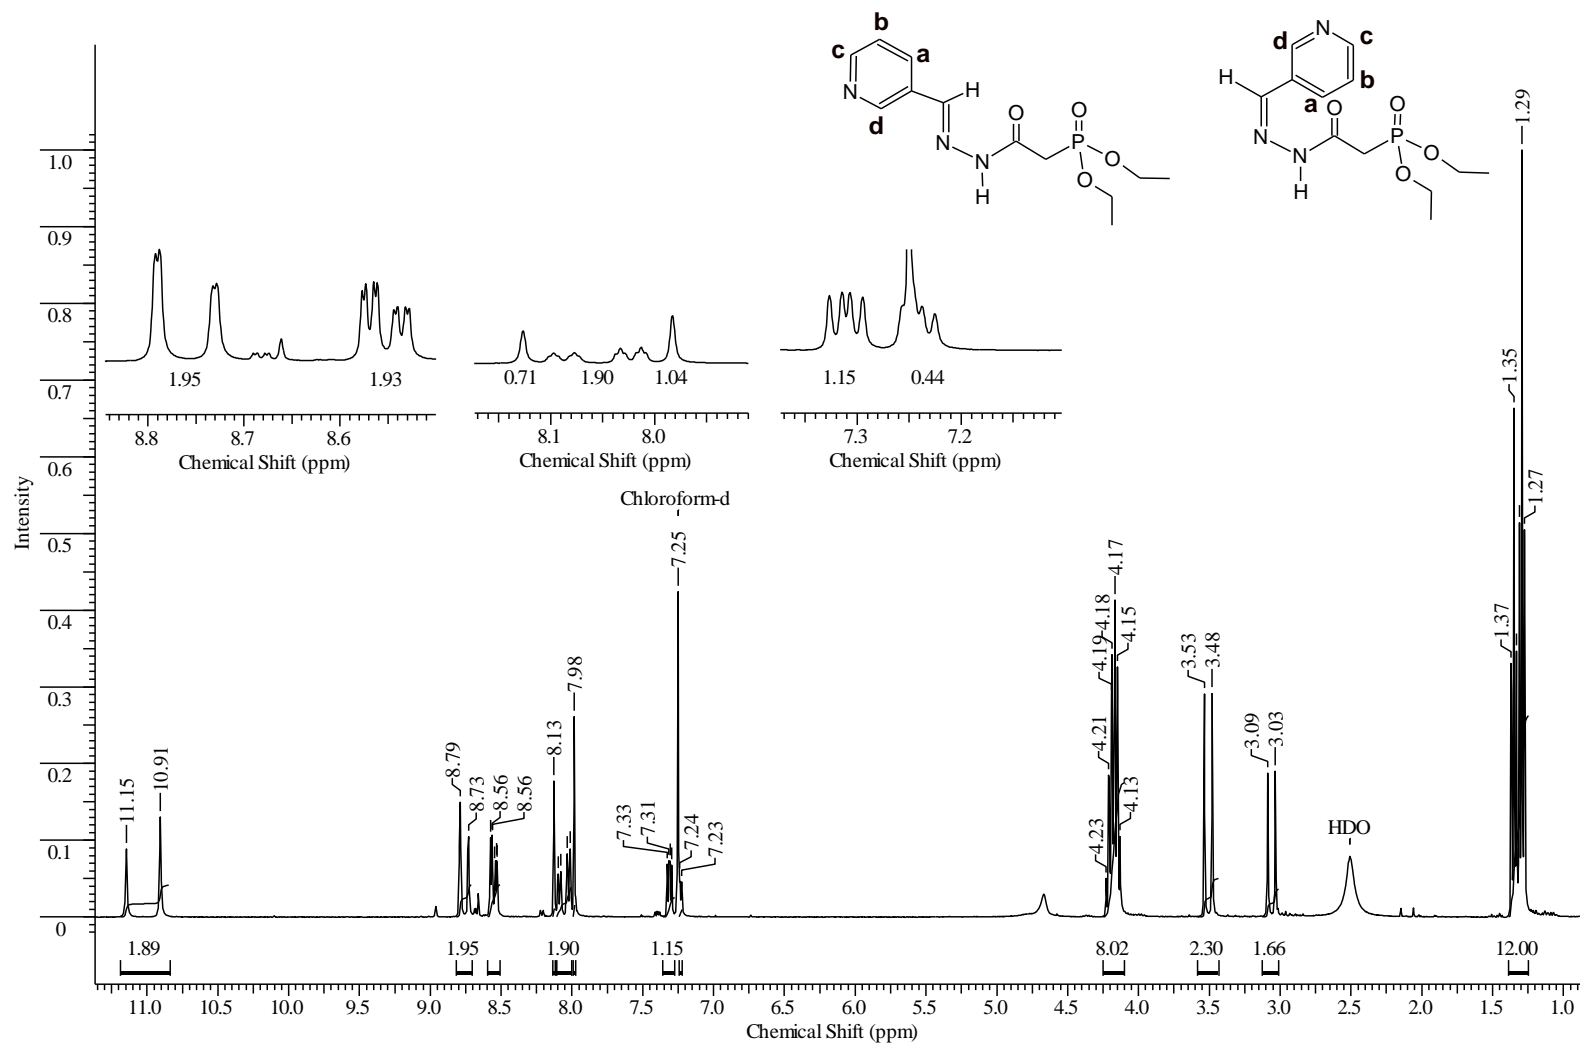 b
c
a
N
H
d
N
N
H
O
O
P
O
O
N
d
c
H
b
a
N
N
H
O
O
P
O
O
Intensity
1.0
0.9
0.8
0.7
0.6
0.5
0.4
0.3
0.2
0.1
0
1.95
1.93
8.8
8.7
8.6
Chemical Shift (ppm)
0.71
1.90
1.04
8.1
8.0
Chemical Shift (ppm)
1.15
0.44
7.3
7.2
Chemical Shift (ppm)
Chloroform-d
11.15
10.91
8.79
8.73
8.56
8.56
8.13
7.98
7.33
7.31
7.25
7.24
7.23
4.23
4.21
4.19
4.18
4.17
4.15
4.13
3.53
3.48
3.09
3.03
HDO
1.37
1.35
1.29
1.27
1.89
1.95
1.90
1.15
8.02
2.30
1.66
12.00
11.0
10.5
10.0
9.5
9.0
8.5
8.0
7.5
7.0
6.5
6.0
5.5
5.0
4.5
4.0
3.5
3.0
2.5
2.0
1.5
1.0
Chemical Shift (ppm)